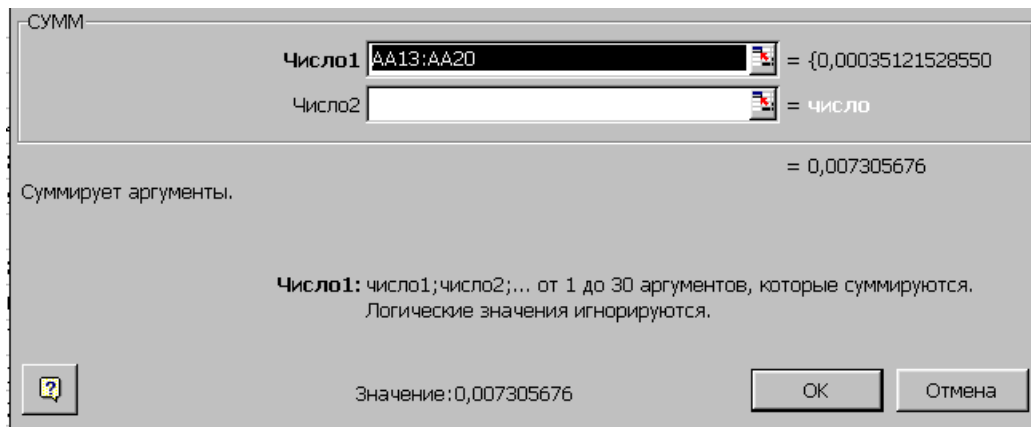 СУММ
Число1 AA13:AA20 = {0,00035121528550
Число2 = число
= 0,007305676
Суммирует аргументы.
Число1: число1;число2;... от 1 до 30 аргументов, которые суммируются.
Логические значения игнорируются.
? Значение:0,007305676 OK Отмена